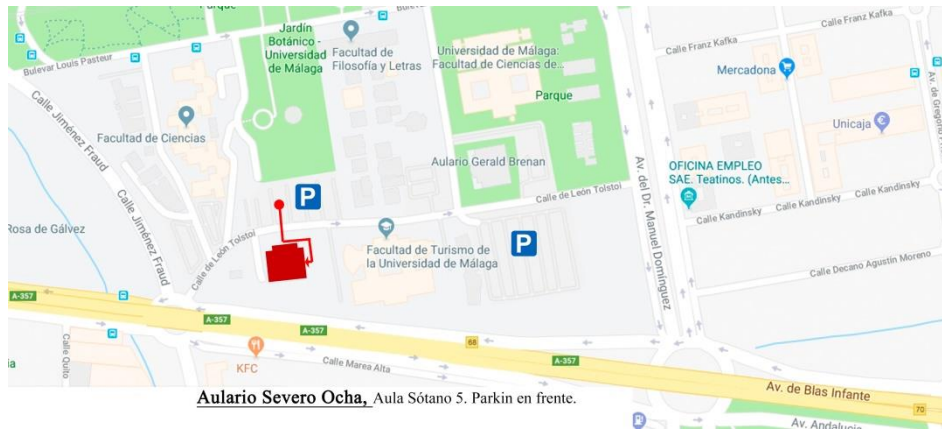 Parque
Bulevar
Jardín
Botánico -
Universidad
de Málaga
Facultad de
Filosofía y Letras
Universidad de Málaga:
Facultad de Ciencias de...
Parque
Calle Franz Kafka
Calle Franz Kafka
Mercadona
Bulevar Louis Pasteur
Calle Jiménez Fraud
Facultad de Ciencias
Unicaja
Av. de Gregorio
Aulario Gerald Brenan
OFICINA EMPLEO
SAE. Teatinos. (Antes...
Av. del Dr. Manuel Domínguez
Calle de León Tolstoi
P
Calle Kandinsky
Calle Kandinsky
Calle Kandinsky
Calle Jiménez Fraud
Rosa de Gálvez
Calle de León Tolstoi
Facultad de Turismo de
la Universidad de Málaga
P
Calle Decano Agustin Moreno
A-357
A-357
A-357
68
A-357
Calle Quito
KFC
Calle Marea Alta
Av. de Blas Infante
70
Av. Andalucía
Aulario Severo Ocha, Aula Sótano 5. Parkin en frente.